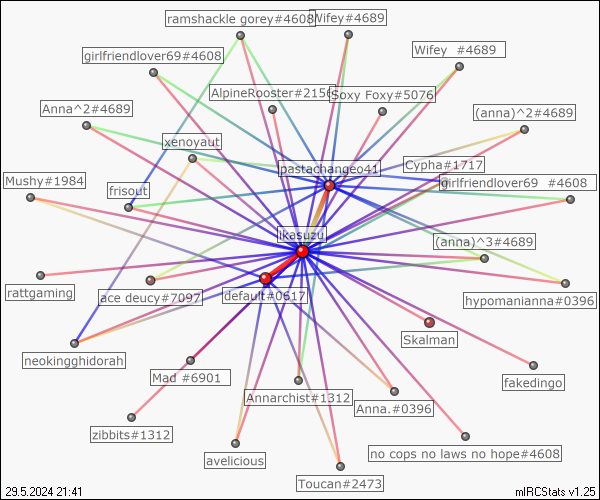 ramshackle gorey#4608
Wifey#4689
girlfriendlover69#4608
Wifey #4689
AlpineRooster#2156
Soxy Foxy#5076
Anna^2#4689
(anna)^2#4689
xenoyaut
pastachangeo41
Cypha#1717
Mushy#1984
frisout
girlfriendlover69 #4608
ikasuzu
(anna)^3#4689
rattgaming
ace deucy#7097
default#0617
hypomanianna#0396
Skalman
neokingghidorah
Mad #6901
fakedingo
Annarchist#1312
Anna.#0396
zibbits#1312
avelicious
no cops no laws no hope#4608
Toucan#2473
29.5.2024 21:41
mIRCStats v1.25